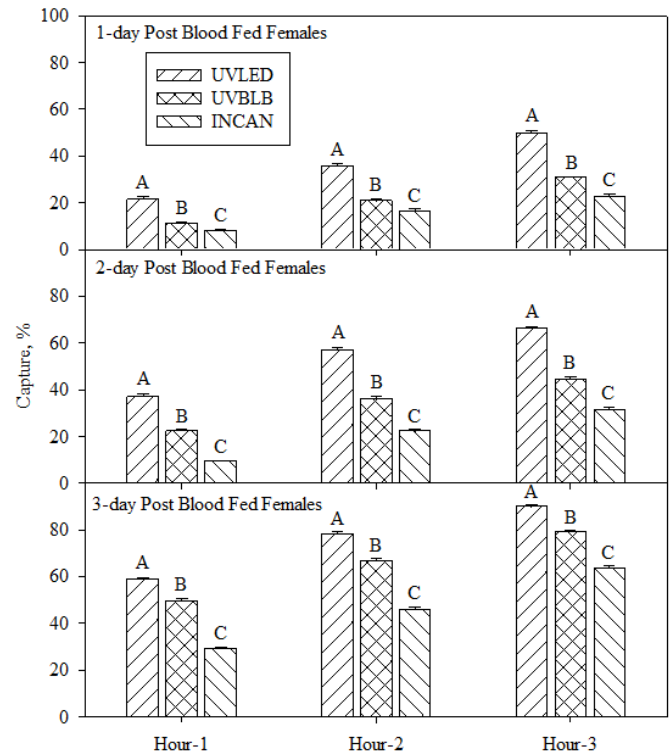 100
1-day Post Blood Fed Females
UVLED
UVBLB
INCAN
80
60
40
20
0
A
B
C
A
B
C
A
B
C
2-day Post Blood Fed Females
80
60
40
20
0
A
B
C
A
B
C
A
B
C
Capture, %
3-day Post Blood Fed Females
80
60
40
20
0
A
B
C
A
B
C
A
B
C
Hour-1 Hour-2 Hour-3